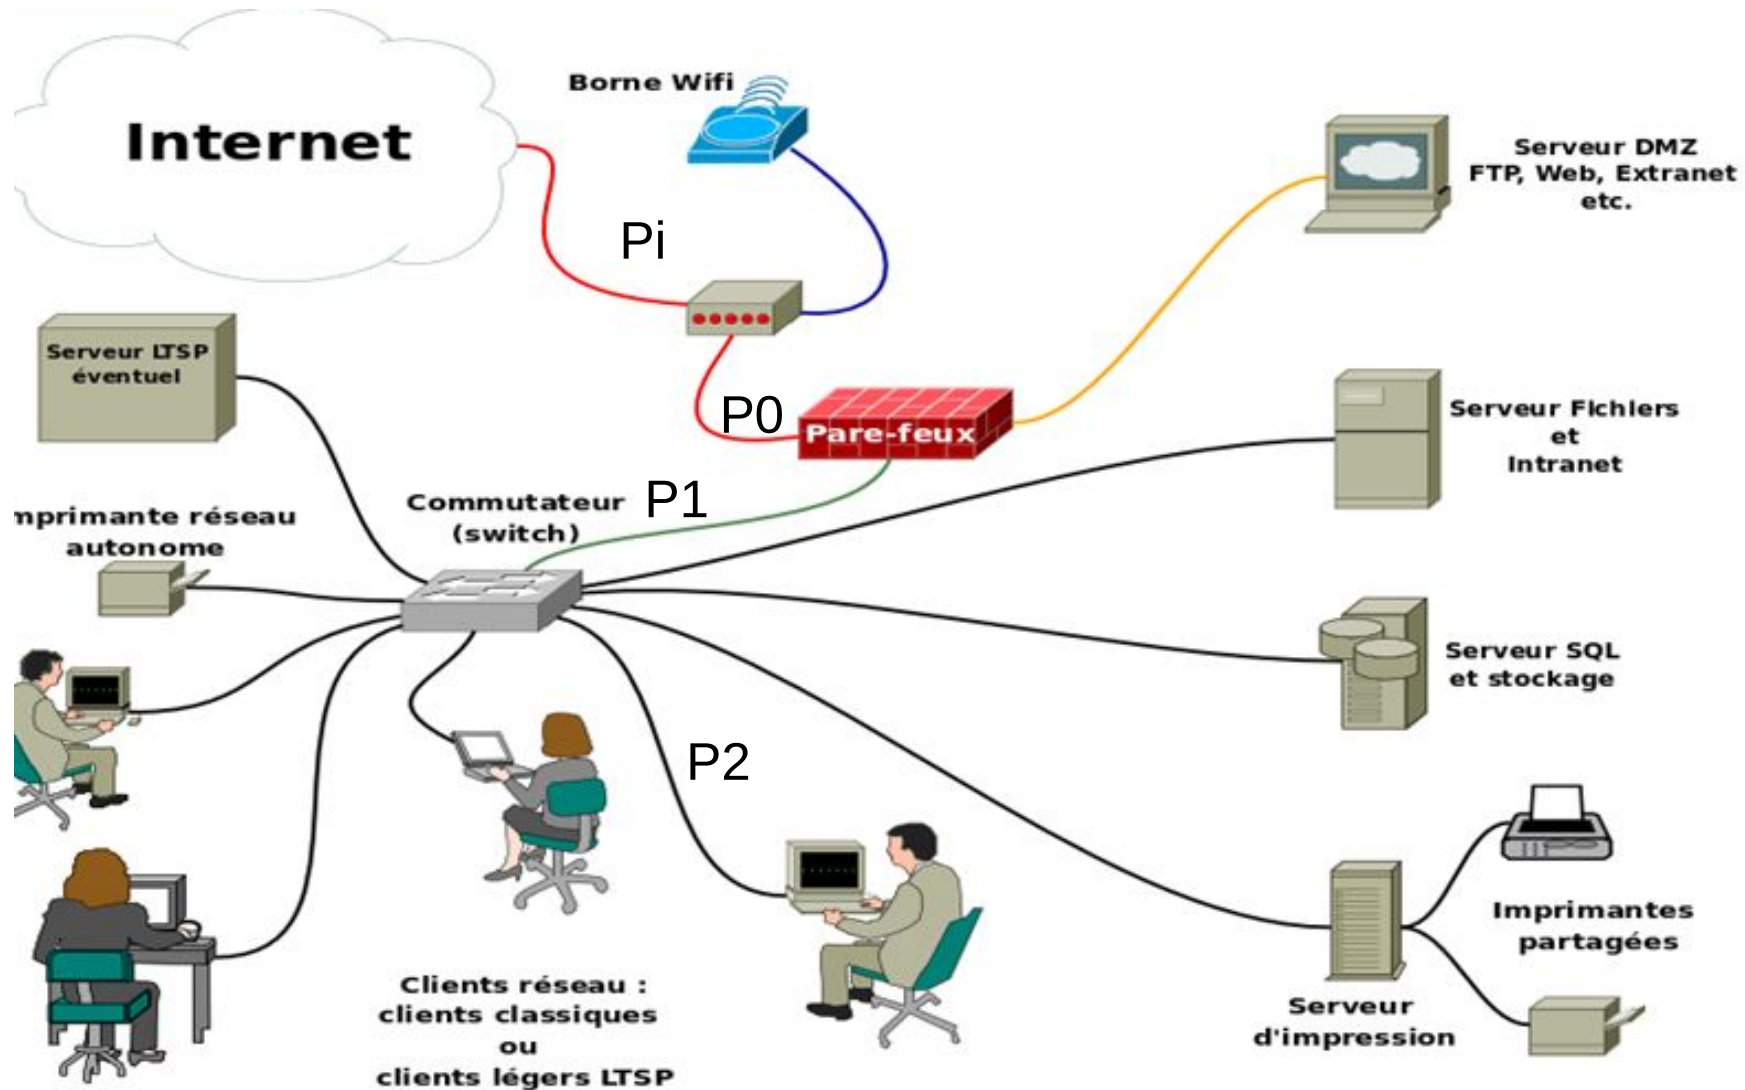 Borne Wifi
Internet
Serveur DMZ
FTP, Web, Extranet
etc.
Pi
Serveur LTSP
éventuel
P0
Pare-feux
Serveur Fichiers
et
Intranet
Commutateur
(switch)
P1
mprimante réseau
autonome
Serveur SQL
et stockage
P2
Imprimantes
partagées
Clients réseau :
clients classiques
ou
clients légers LTSP
Serveur
d'impression